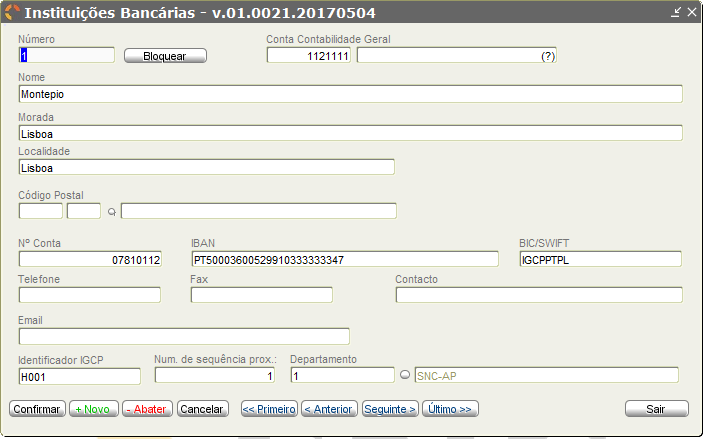 Instituições Bancárias - v.01.0021.20170504
Número Conta Contabilidade Geral
1 Bloquear 1121111 (?)
Nome
Montepio
Morada
Lisboa
Localidade
Lisboa
Código Postal
Nº Conta IBAN BIC/SWIFT
07810112 PT50003600529910333333347 IGCPPTPL
Telefone Fax Contacto
Email
Identificador IGCP Num. de sequência prox.: Departamento
H001 1 1 SNC-AP
Confirmar + Novo - Abater Cancelar << Primeiro < Anterior Seguinte > Último >> Sair